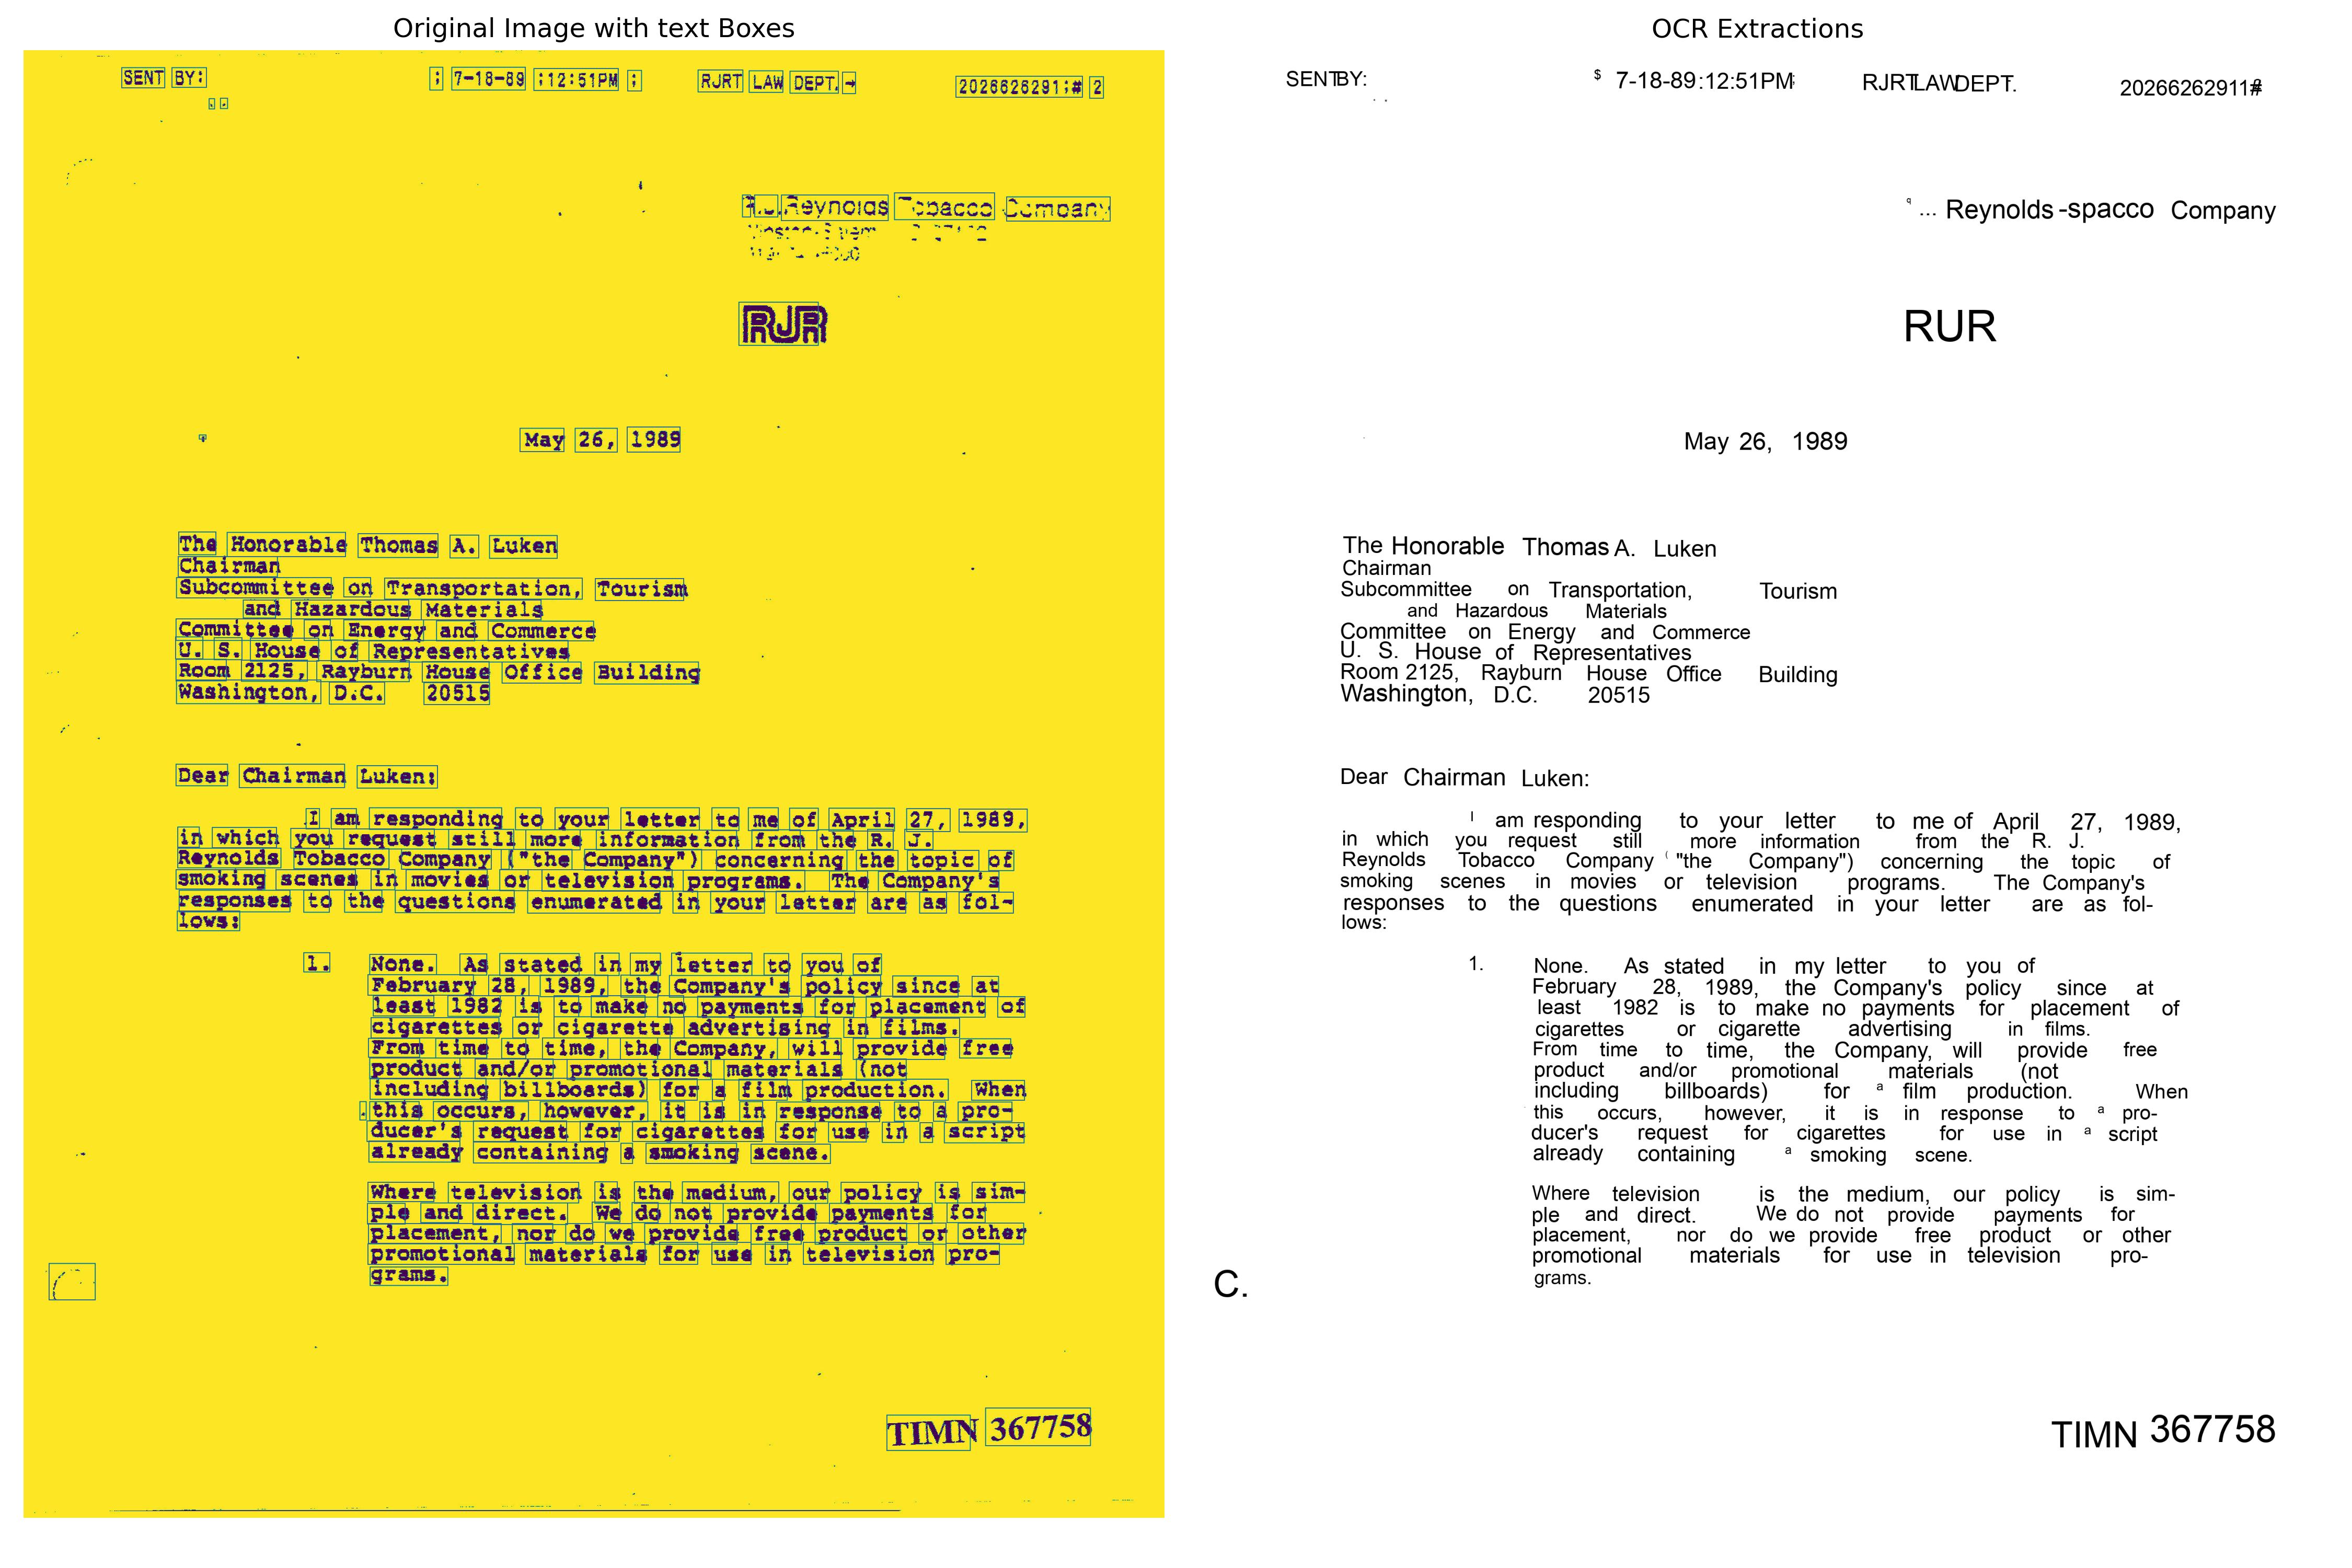 Original Image with text Boxes
SENT BY: ; 7-18-89 ;12:51PM ; RJRT LAW DEPT.→ 2026626291;# 2
R.J.Reynolds Tobacco Company
RJR
May 26, 1989
The Honorable Thomas A. Luken
Chairman
Subcommittee on Transportation, Tourism
and Hazardous Materials
Committee on Energy and Commerce
U. S. House of Representatives
Room 2125, Rayburn House Office Building
Washington, D.C. 20515
Dear Chairman Luken:
I am responding to your letter to me of April 27, 1989,
in which you request still more information from the R. J.
Reynolds Tobacco Company ("the Company") concerning the topic of
smoking scenes in movies or television programs. The Company's
responses to the questions enumerated in your letter are as fol-
lows:
1. None. As stated in my letter to you of
February 28, 1989, the Company's policy since at
least 1982 is to make no payments for placement of
cigarettes or cigarette advertising in films.
From time to time, the Company, will provide free
product and/or promotional materials (not
including billboards) for a film production. When
this occurs, however, it is in response to a pro-
ducer's request for cigarettes for use in a script
already containing a smoking scene.
Where television is the medium, our policy is sim-
ple and direct. We do not provide payments for
placement, nor do we provide free product or other
promotional materials for use in television pro-
grams.
TIMN 367758
OCR Extractions
SENTBY: $ 7-18-89:12:51PM; RJRTLAWDEPT. 20266262911#
. .
q ... Reynolds -spacco Company
RUR
May 26, 1989
The Honorable Thomas A. Luken
Chairman
Subcommittee on Transportation, Tourism
and Hazardous Materials
Committee on Energy and Commerce
U. S. House of Representatives
Room 2125, Rayburn House Office Building
Washington, D.C. 20515
Dear Chairman Luken:
I am responding to your letter to me of April 27, 1989,
in which you request still more information from the R. J.
Reynolds Tobacco Company ( "the Company") concerning the topic of
smoking scenes in movies or television programs. The Company's
responses to the questions enumerated in your letter are as fol-
lows:
1. None. As stated in my letter to you of
February 28, 1989, the Company's policy since at
least 1982 is to make no payments for placement of
cigarettes or cigarette advertising in films.
From time to time, the Company, will provide free
product and/or promotional materials (not
including billboards) for a film production. When
this occurs, however, it is in response to a pro-
ducer's request for cigarettes for use in a script
already containing a smoking scene.
Where television is the medium, our policy is sim-
ple and direct. We do not provide payments for
placement, nor do we provide free product or other
promotional materials for use in television pro-
grams.
C.
TIMN 367758